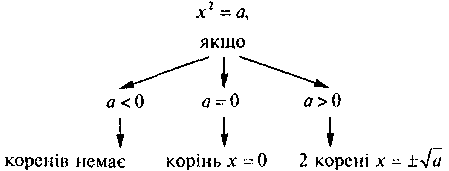 x² = a,
якщо
a < 0 a = 0 a > 0
коренів немає корінь x = 0 2 корені x = ±√a